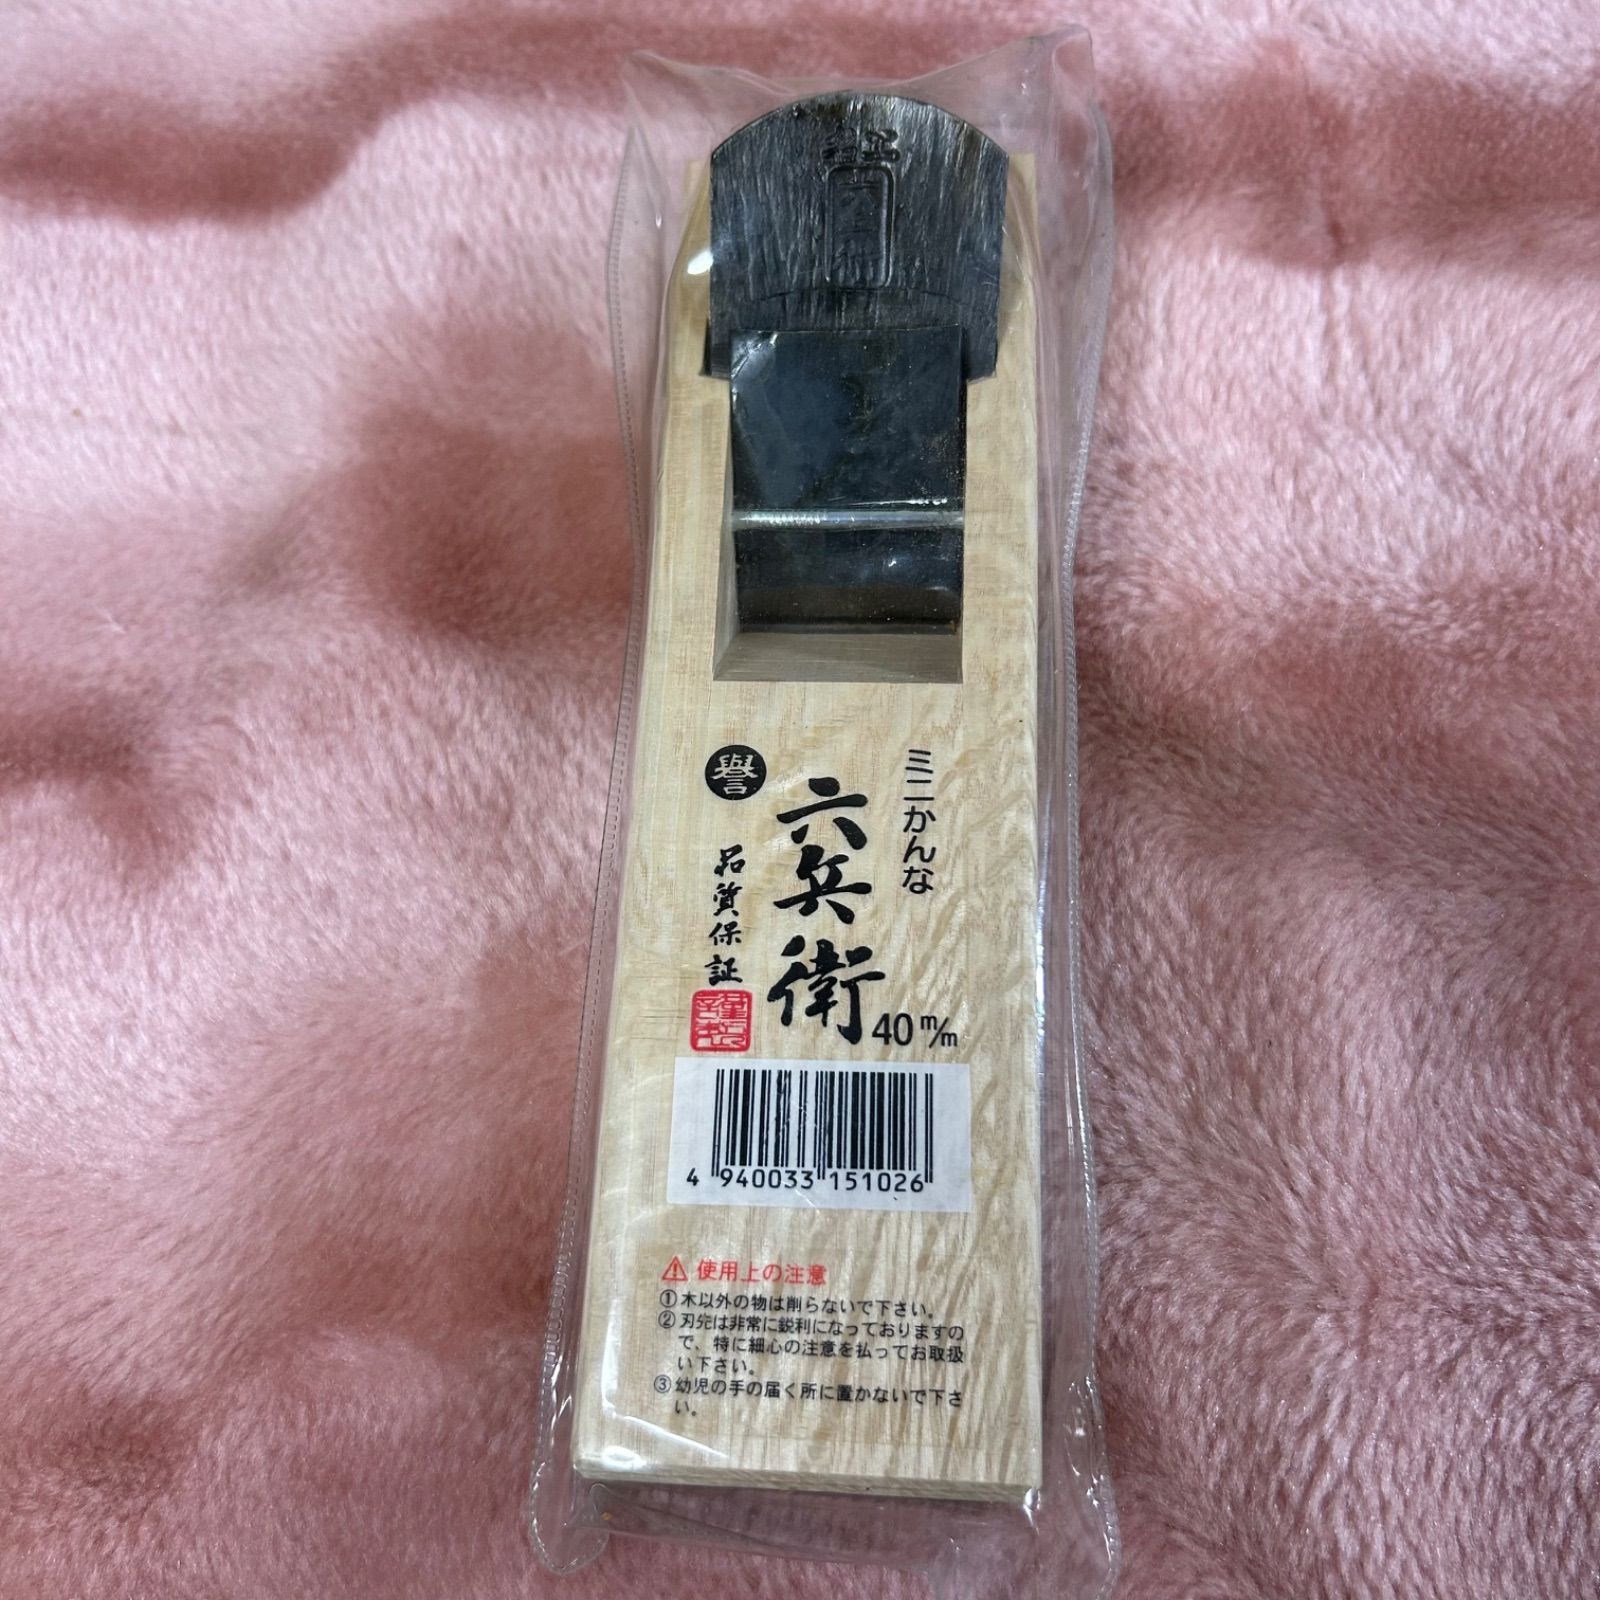 ミニかんな
六兵衛
40m/m
譽
品質保証
謹製
4 940033 151026
使用上の注意
①木以外の物は削らないで下さい。
②刃先は非常に鋭利になっておりますの
で、特に細心の注意を払ってお取扱
い下さい。
③幼児の手の届く所に置かないで下さ
い。